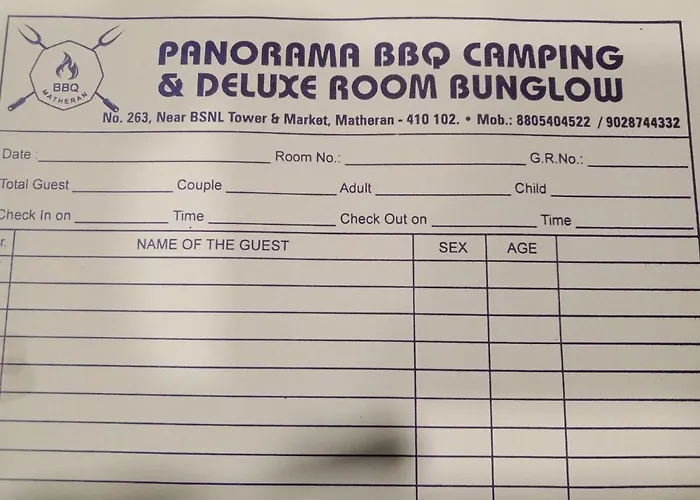 BBQ
MATHERAN
PANORAMA BBQ CAMPING
& DELUXE ROOM BUNGLOW
No. 263, Near BSNL Tower & Market, Matheran - 410 102. • Mob.: 8805404522 / 9028744332
Date : Room No.: G.R.No.:
Total Guest Couple Adult Child
Check In on Time Check Out on Time
r. NAME OF THE GUEST SEX AGE